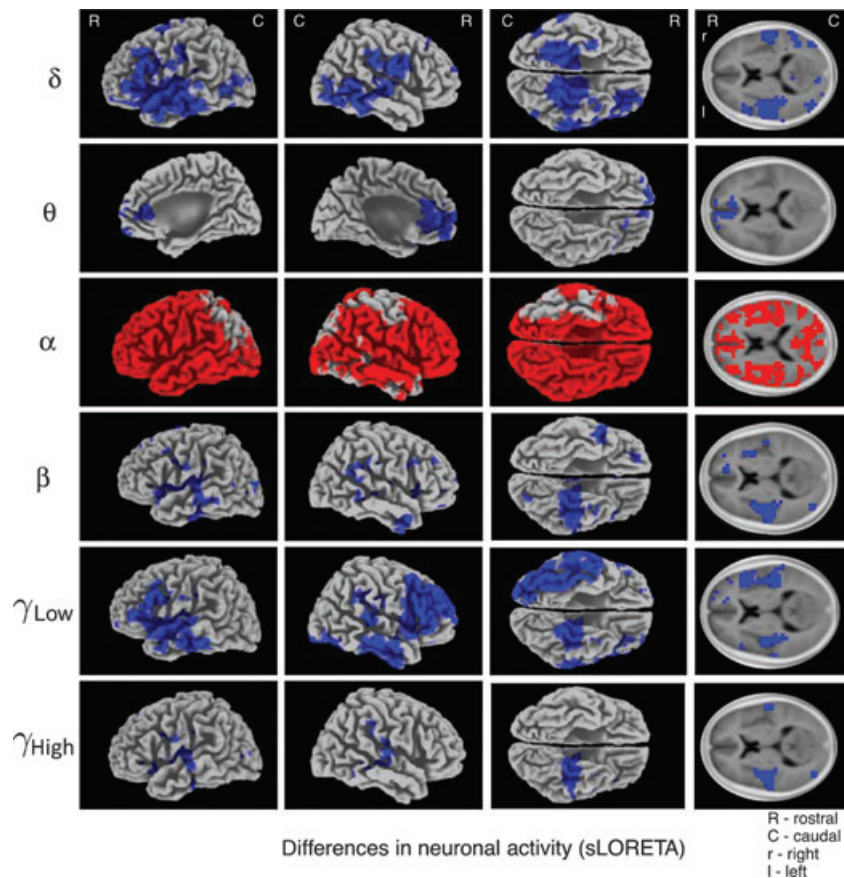 R C C R C R R C
r
δ
l
θ
α
β
γLow
γHigh
Differences in neuronal activity (sLORETA)
R - rostral
C - caudal
r - right
l - left